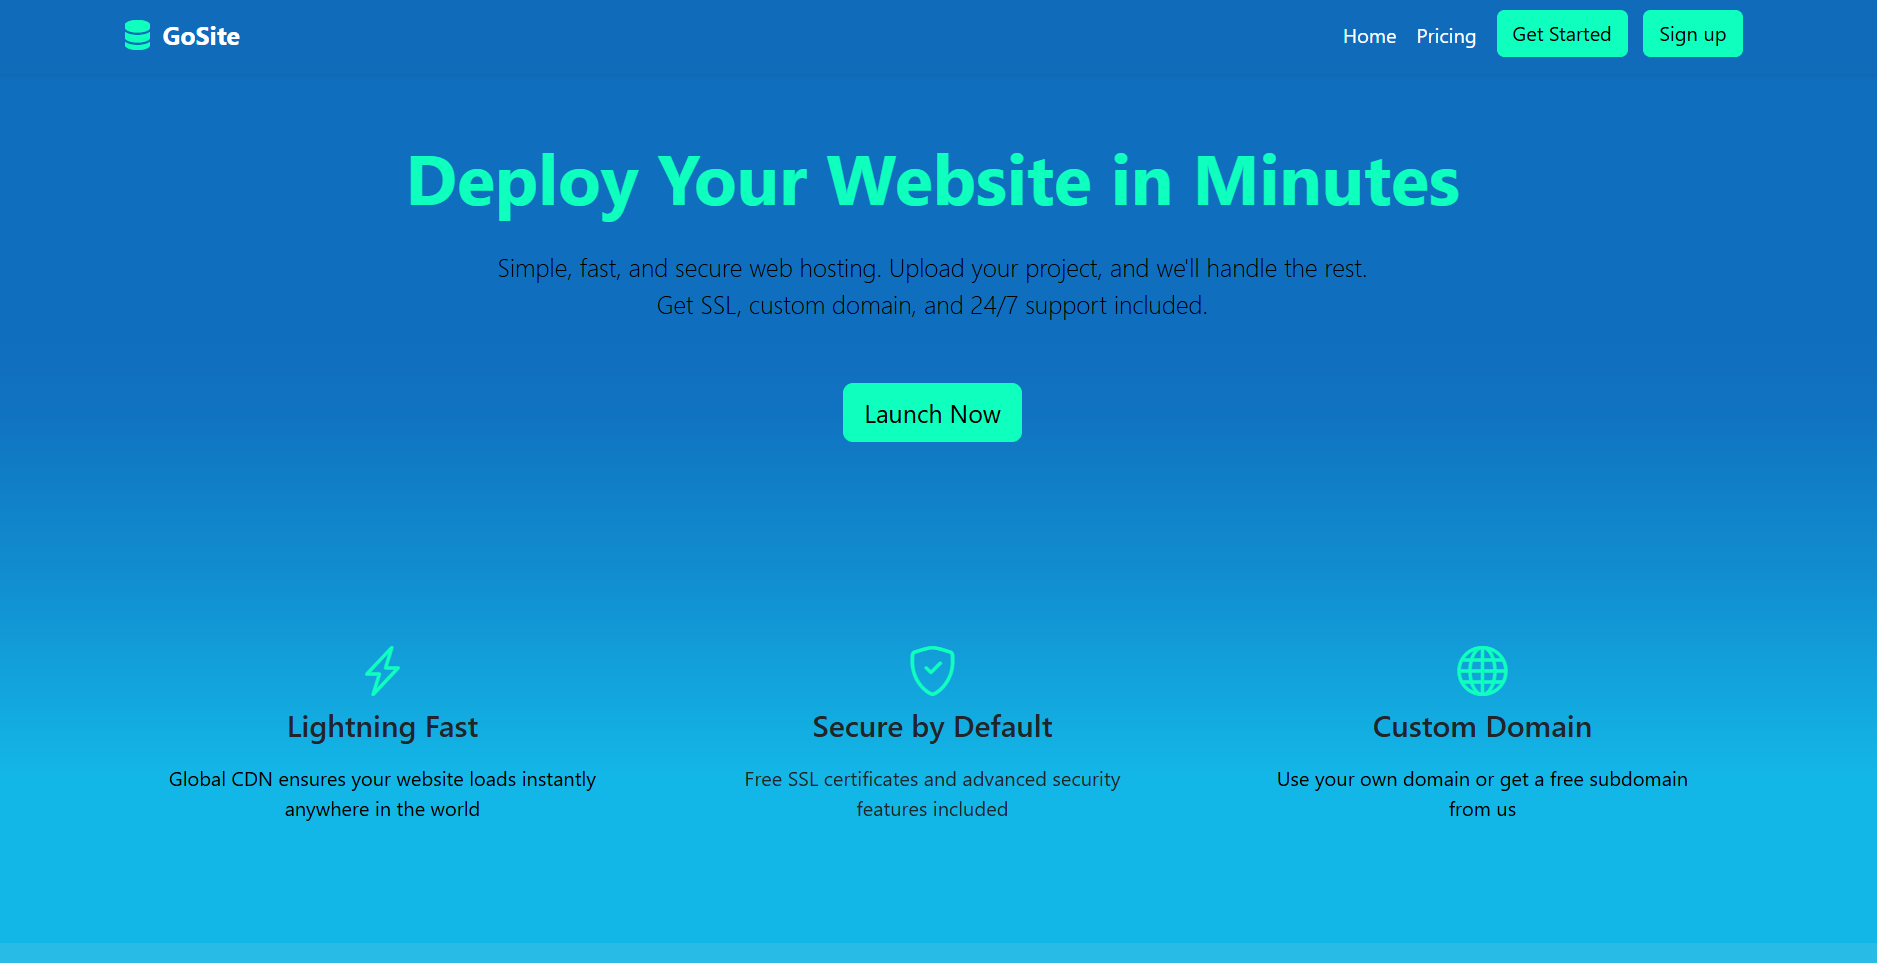 GoSite
Home
Pricing
Get Started
Sign up
Deploy Your Website in Minutes
Simple, fast, and secure web hosting. Upload your project, and we'll handle the rest.
Get SSL, custom domain, and 24/7 support included.
Launch Now
Lightning Fast
Global CDN ensures your website loads instantly
anywhere in the world
Secure by Default
Free SSL certificates and advanced security
features included
Custom Domain
Use your own domain or get a free subdomain
from us